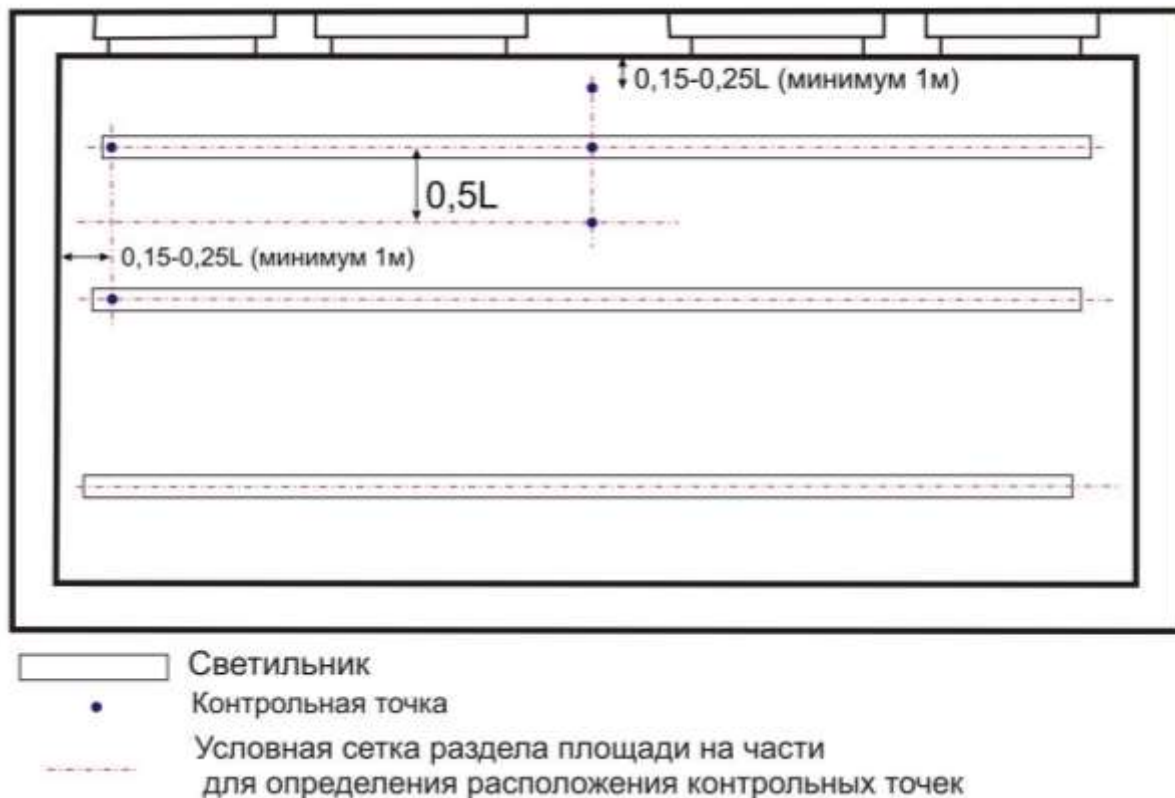 0,15-0,25L (минимум 1м)
0,5L
0,15-0,25L (минимум 1м)
Светильник
Контрольная точка
Условная сетка раздела площади на части
для определения расположения контрольных точек